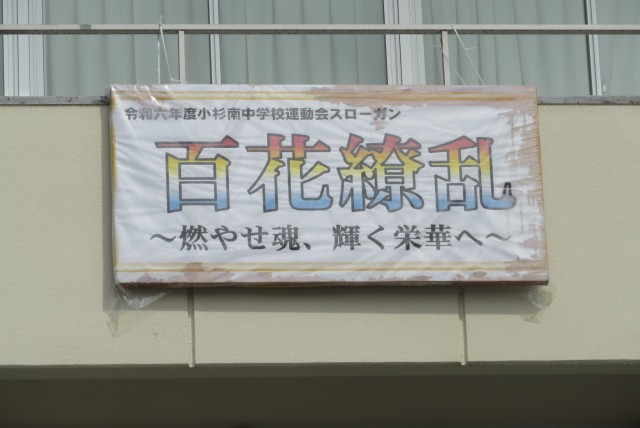 令和六年度小杉南中学校運動会スローガン
百花繚乱
～燃やせ魂、輝く栄華へ～